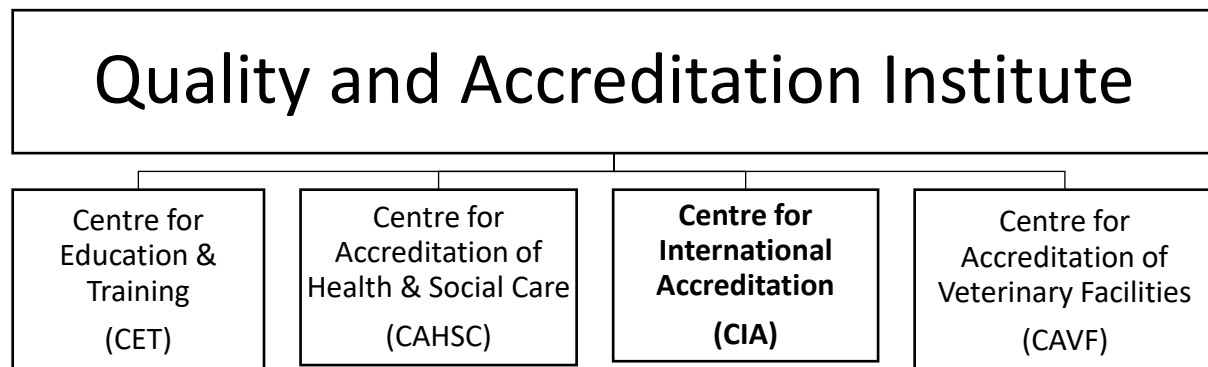 Quality and Accreditation Institute
Centre for
Education &
Training
(CET)
Centre for
Accreditation of
Health & Social Care
(CAHSC)
Centre for
International
Accreditation
(CIA)
Centre for
Accreditation of
Veterinary Facilities
(CAVF)